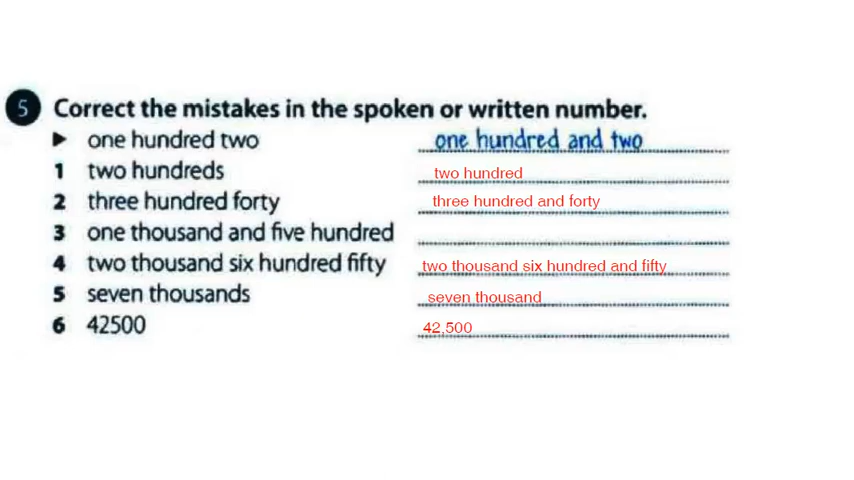 5 Correct the mistakes in the spoken or written number.
► one hundred two one hundred and two
1 two hundreds two hundred
2 three hundred forty three hundred and forty
3 one thousand and five hundred
4 two thousand six hundred fifty two thousand six hundred and fifty
5 seven thousands seven thousand
6 42500 42,500